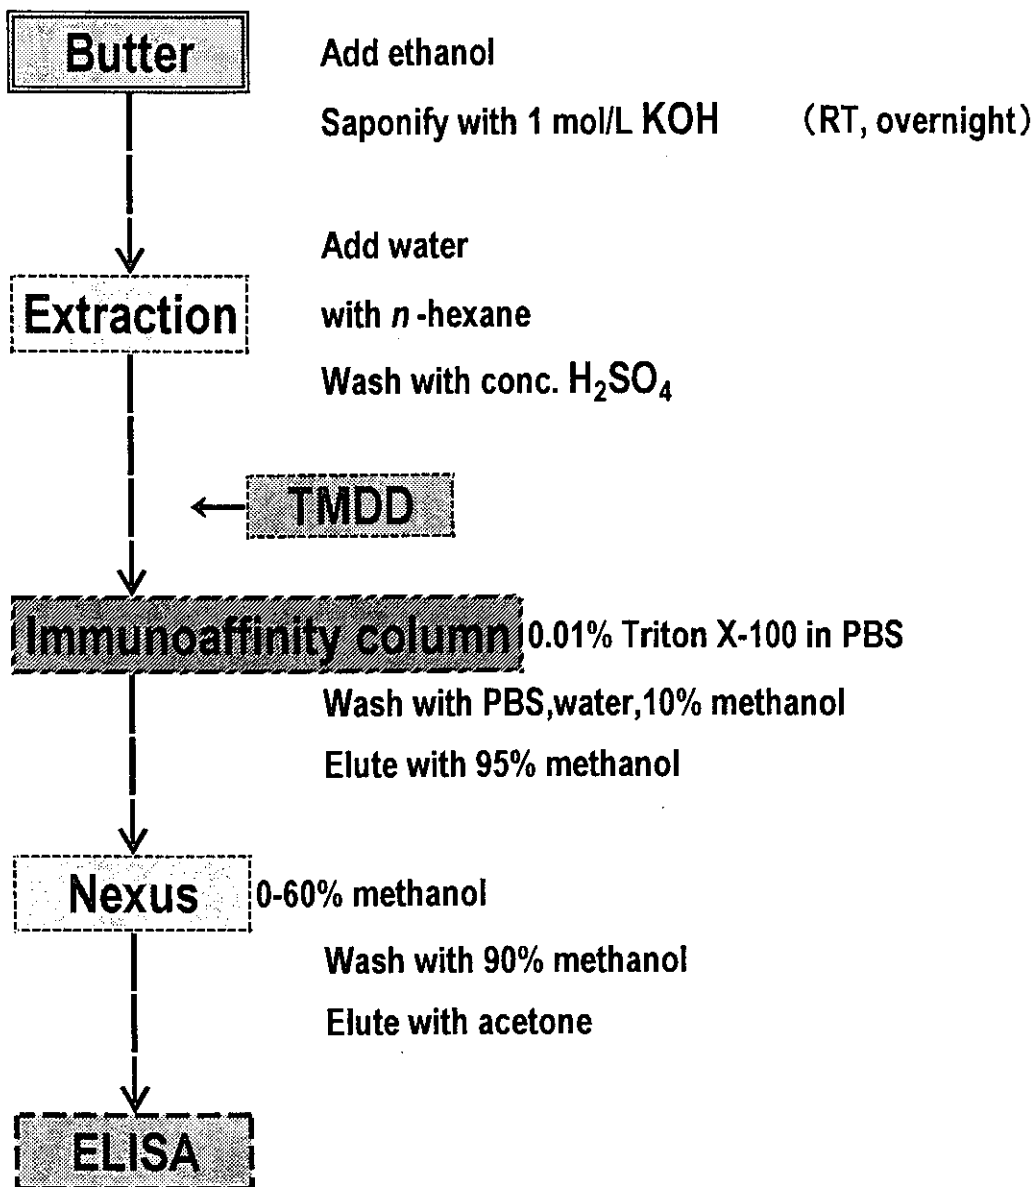 Butter
Add ethanol
Saponify with 1 mol/L KOH (RT, overnight)
Add water
Extraction
with n -hexane
Wash with conc. H₂SO₄
TMDD
Immunoaffinity column 0.01% Triton X-100 in PBS
Wash with PBS,water,10% methanol
Elute with 95% methanol
Nexus 0-60% methanol
Wash with 90% methanol
Elute with acetone
ELISA